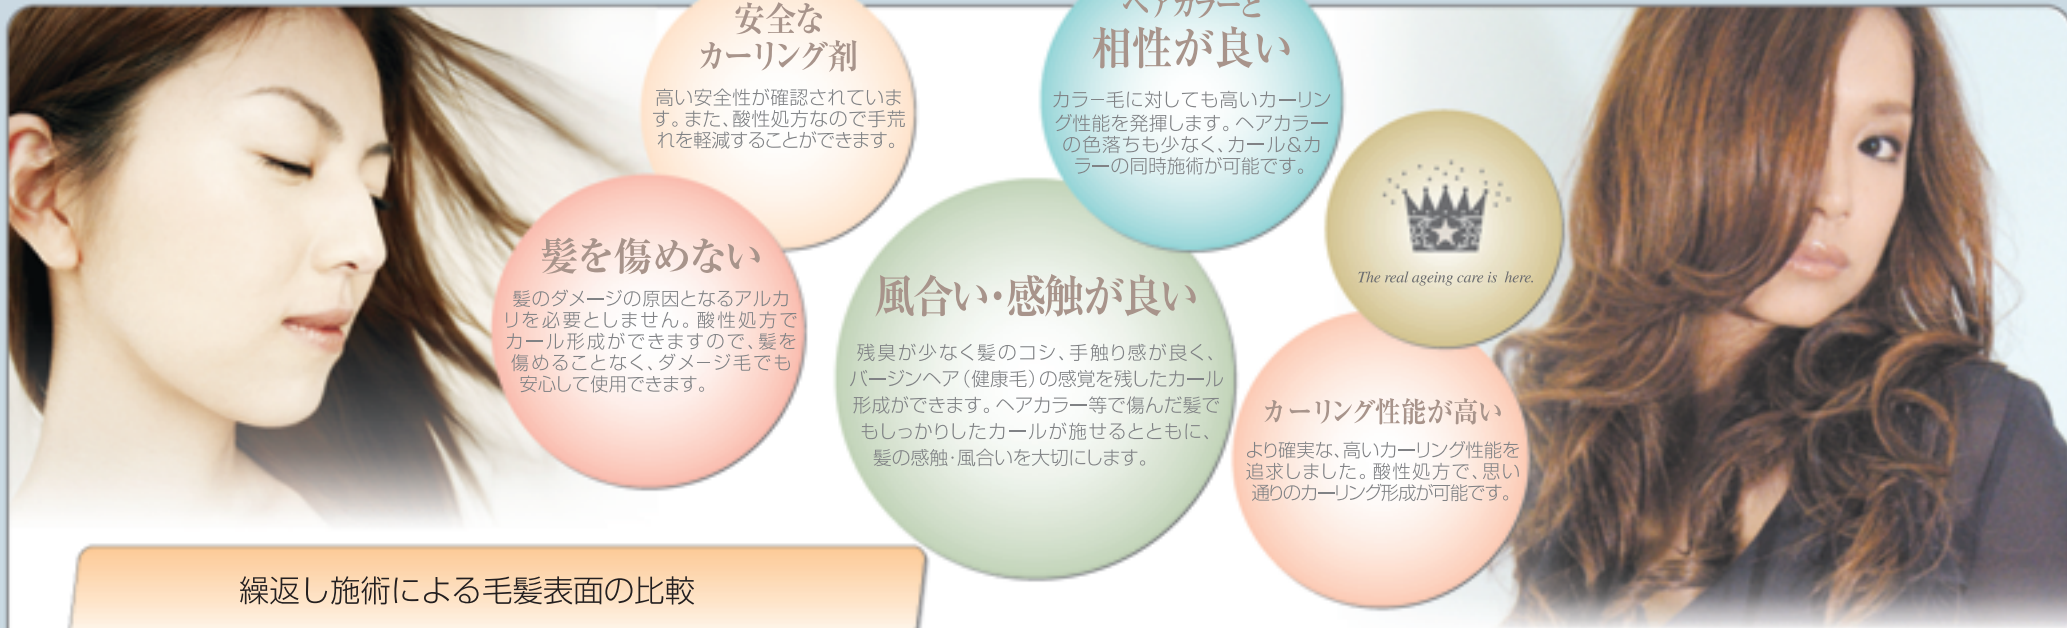 安全な
カーリング剤
高い安全性が確認されていま
す。また、酸性処方なので手荒
れを軽減することができます。
ヘアカラーと
相性が良い
カラー毛に対しても高いカーリン
グ性能を発揮します。ヘアカラー
の色落ちも少なく、カール＆カ
ラーの同時施術が可能です。
髪を傷めない
髪のダメージの原因となるアルカ
リを必要としません。酸性処方で
カール形成ができますので、髪を
傷めることなく、ダメージ毛でも
安心して使用できます。
風合い・感触が良い
残臭が少なく髪のコシ、手触り感が良く、
バージンヘア（健康毛）の感覚を残したカール
形成ができます。ヘアカラー等で傷んだ髪で
もしっかりしたカールが施せるとともに、
髪の感触・風合いを大切にします。
The real ageing care is here.
カーリング性能が高い
より確実な、高いカーリング性能を
追求しました。酸性処方で、思い
通りのカーリング形成が可能です。
繰返し施術による毛髪表面の比較